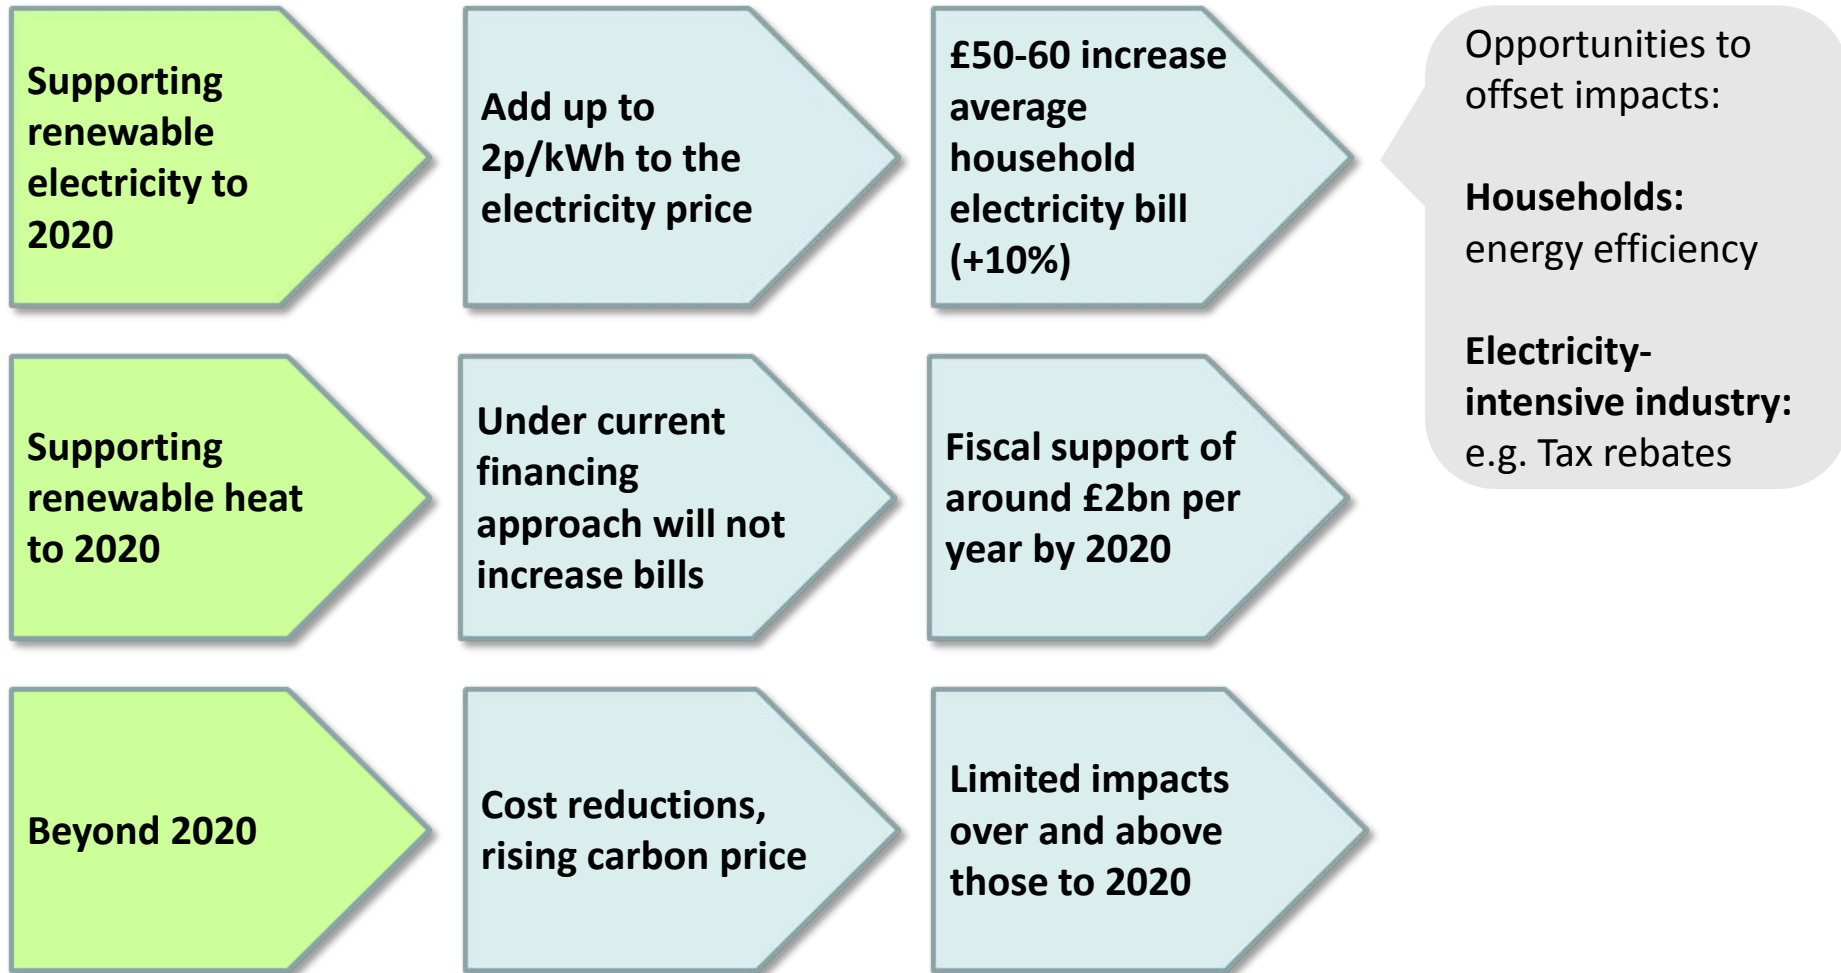 Supporting
renewable
electricity to
2020
Add up to
2p/kWh to the
electricity price
£50-60 increase
average
household
electricity bill
(+10%)
Opportunities to
offset impacts:
Households:
energy efficiency
Electricity-
intensive industry:
e.g. Tax rebates
Supporting
renewable heat
to 2020
Under current
financing
approach will not
increase bills
Fiscal support of
around £2bn per
year by 2020
Beyond 2020
Cost reductions,
rising carbon price
Limited impacts
over and above
those to 2020